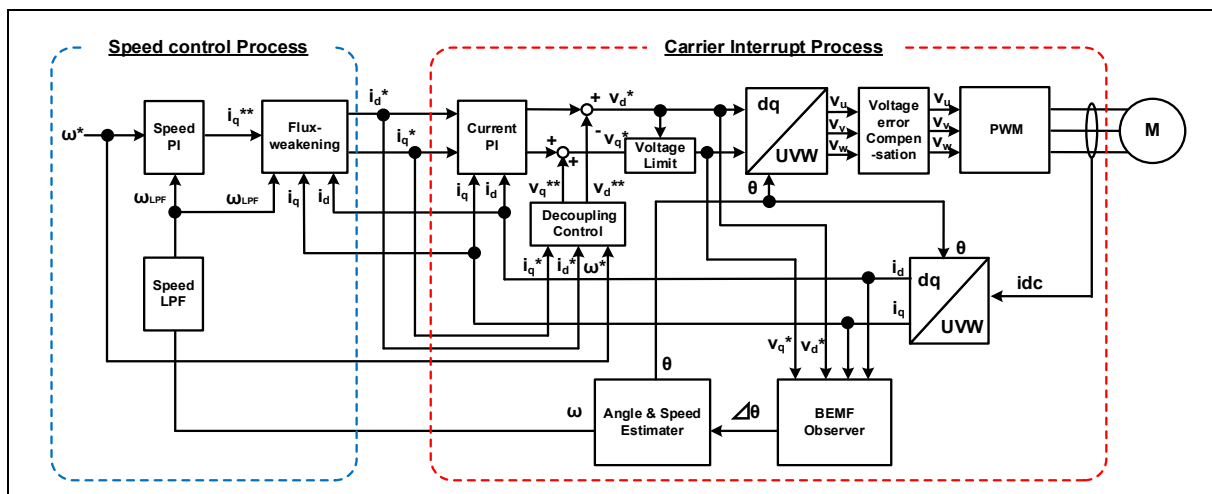 Speed control Process
Carrier Interrupt Process
ω*
Speed
PI
iq**
Flux-
weakening
id*
iq*
Current
PI
+
vd*
-
+
+
vq*
Voltage
Limit
dq
UVW
vu
vv
vw
Voltage
error
Compen
-sation
vu
vv
vw
PWM
M
ωLPF
ωLPF
iq
id
iq
id
vq**
vd**
Decoupling
Control
θ
θ
iq*
id*
ω*
Speed
LPF
id
iq
dq
UVW
idc
vq*
vd*
θ
ω
Angle & Speed
Estimater
⊿θ
BEMF
Observer